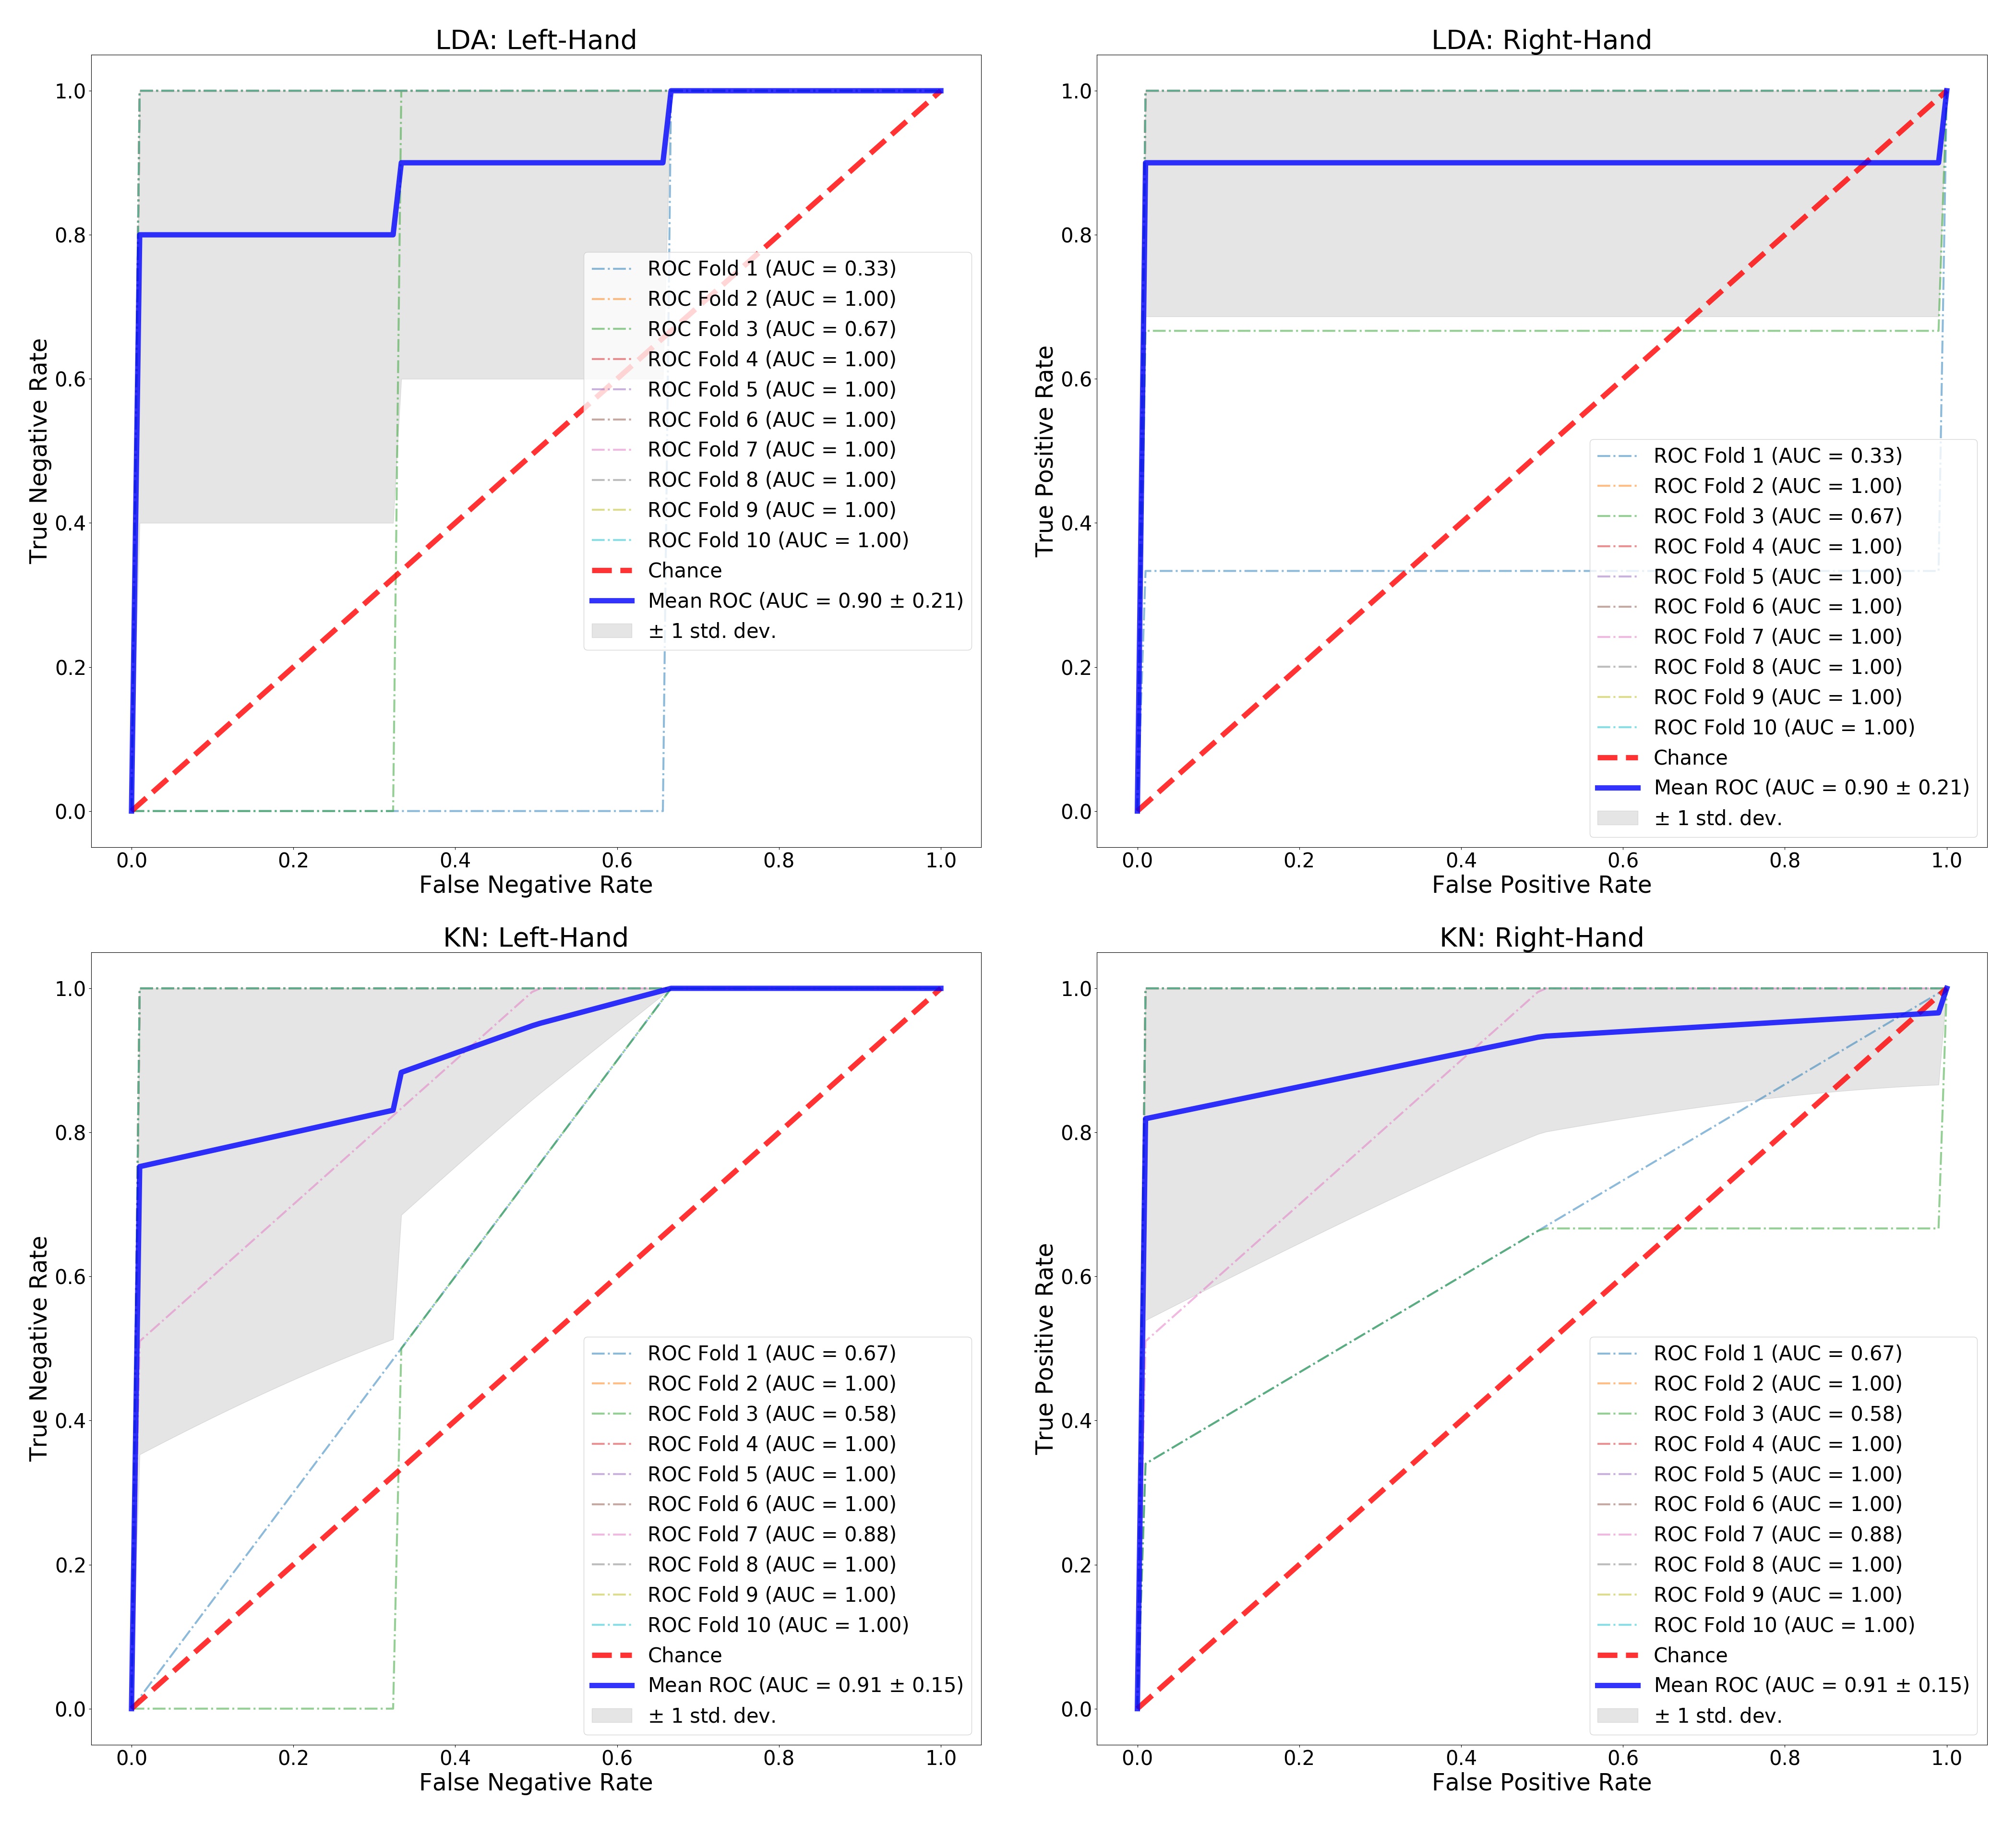 LDA: Left-Hand
True Negative Rate
1.0
0.8
0.6
0.4
0.2
0.0
ROC Fold 1 (AUC = 0.33)
ROC Fold 2 (AUC = 1.00)
ROC Fold 3 (AUC = 0.67)
ROC Fold 4 (AUC = 1.00)
ROC Fold 5 (AUC = 1.00)
ROC Fold 6 (AUC = 1.00)
ROC Fold 7 (AUC = 1.00)
ROC Fold 8 (AUC = 1.00)
ROC Fold 9 (AUC = 1.00)
ROC Fold 10 (AUC = 1.00)
Chance
Mean ROC (AUC = 0.90 ± 0.21)
± 1 std. dev.
0.0 0.2 0.4 0.6 0.8 1.0
False Negative Rate
LDA: Right-Hand
True Positive Rate
1.0
0.8
0.6
0.4
0.2
0.0
ROC Fold 1 (AUC = 0.33)
ROC Fold 2 (AUC = 1.00)
ROC Fold 3 (AUC = 0.67)
ROC Fold 4 (AUC = 1.00)
ROC Fold 5 (AUC = 1.00)
ROC Fold 6 (AUC = 1.00)
ROC Fold 7 (AUC = 1.00)
ROC Fold 8 (AUC = 1.00)
ROC Fold 9 (AUC = 1.00)
ROC Fold 10 (AUC = 1.00)
Chance
Mean ROC (AUC = 0.90 ± 0.21)
± 1 std. dev.
0.0 0.2 0.4 0.6 0.8 1.0
False Positive Rate
KN: Left-Hand
True Negative Rate
1.0
0.8
0.6
0.4
0.2
0.0
ROC Fold 1 (AUC = 0.67)
ROC Fold 2 (AUC = 1.00)
ROC Fold 3 (AUC = 0.58)
ROC Fold 4 (AUC = 1.00)
ROC Fold 5 (AUC = 1.00)
ROC Fold 6 (AUC = 1.00)
ROC Fold 7 (AUC = 0.88)
ROC Fold 8 (AUC = 1.00)
ROC Fold 9 (AUC = 1.00)
ROC Fold 10 (AUC = 1.00)
Chance
Mean ROC (AUC = 0.91 ± 0.15)
± 1 std. dev.
0.0 0.2 0.4 0.6 0.8 1.0
False Negative Rate
KN: Right-Hand
True Positive Rate
1.0
0.8
0.6
0.4
0.2
0.0
ROC Fold 1 (AUC = 0.67)
ROC Fold 2 (AUC = 1.00)
ROC Fold 3 (AUC = 0.58)
ROC Fold 4 (AUC = 1.00)
ROC Fold 5 (AUC = 1.00)
ROC Fold 6 (AUC = 1.00)
ROC Fold 7 (AUC = 0.88)
ROC Fold 8 (AUC = 1.00)
ROC Fold 9 (AUC = 1.00)
ROC Fold 10 (AUC = 1.00)
Chance
Mean ROC (AUC = 0.91 ± 0.15)
± 1 std. dev.
0.0 0.2 0.4 0.6 0.8 1.0
False Positive Rate